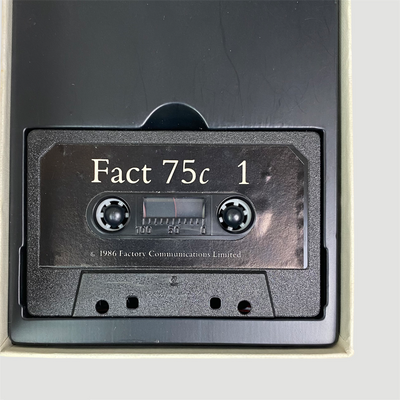 Fact 75c 1
100 50 0
© 1986 Factory Communications Limited